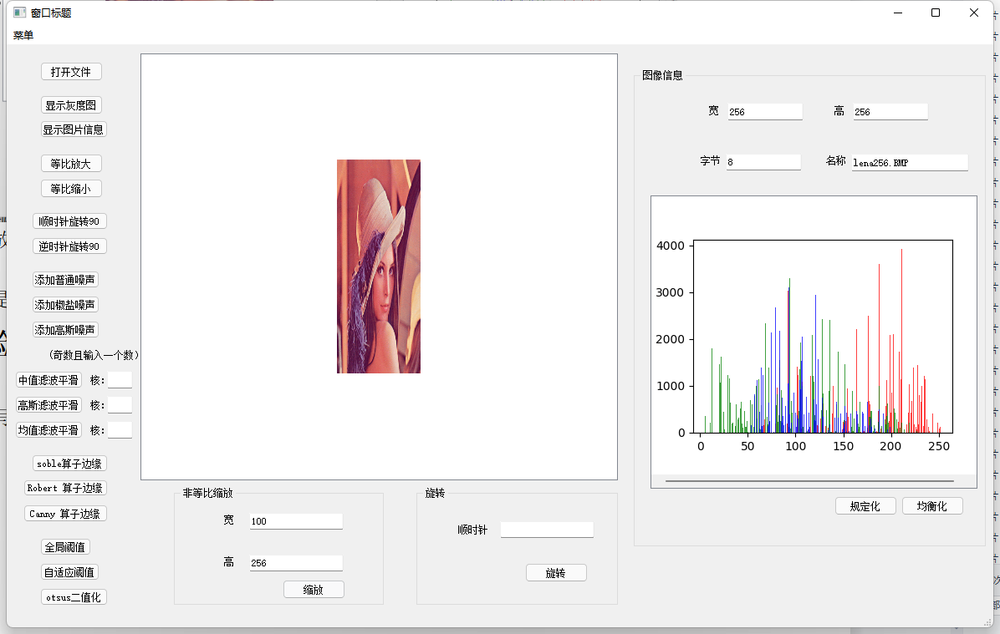 窗口标题
菜单
打开文件
显示灰度图
显示图片信息
等比放大
等比缩小
顺时针旋转90
逆时针旋转90
添加普通噪声
添加椒盐噪声
添加高斯噪声
(奇数且输入一个数)
中值滤波平滑 核:
高斯滤波平滑 核:
均值滤波平滑 核:
soble算子边缘
Robert 算子边缘
Canny 算子边缘
全局阈值
自适应阈值
otsus二值化
非等比缩放
宽 100
高 256
缩放
旋转
顺时针
旋转
图像信息
宽 256 高 256
字节 8 名称 lena256.BMP
4000
3000
2000
1000
0
0 50 100 150 200 250
规定化 均衡化